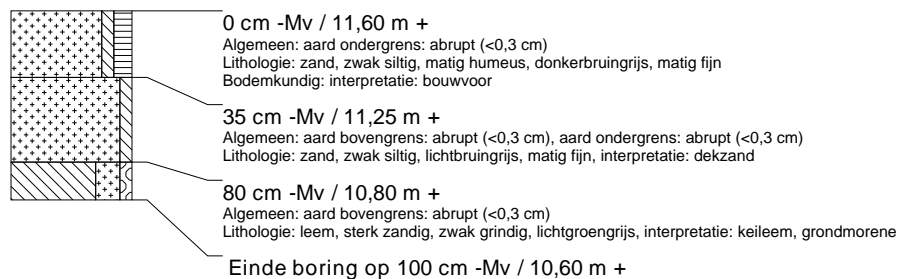 0 cm -Mv / 11,60 m +
Algemeen: aard ondergrens: abrupt (<0,3 cm)
Lithologie: zand, zwak siltig, matig humeus, donkerbruingrijs, matig fijn
Bodemkundig: interpretatie: bouwvoor
35 cm -Mv / 11,25 m +
Algemeen: aard bovengrens: abrupt (<0,3 cm), aard ondergrens: abrupt (<0,3 cm)
Lithologie: zand, zwak siltig, lichtbruingrijs, matig fijn, interpretatie: dekzand
80 cm -Mv / 10,80 m +
Algemeen: aard bovengrens: abrupt (<0,3 cm)
Lithologie: leem, sterk zandig, zwak grindig, lichtgroengrijs, interpretatie: keileem, grondmorene
Einde boring op 100 cm -Mv / 10,60 m +